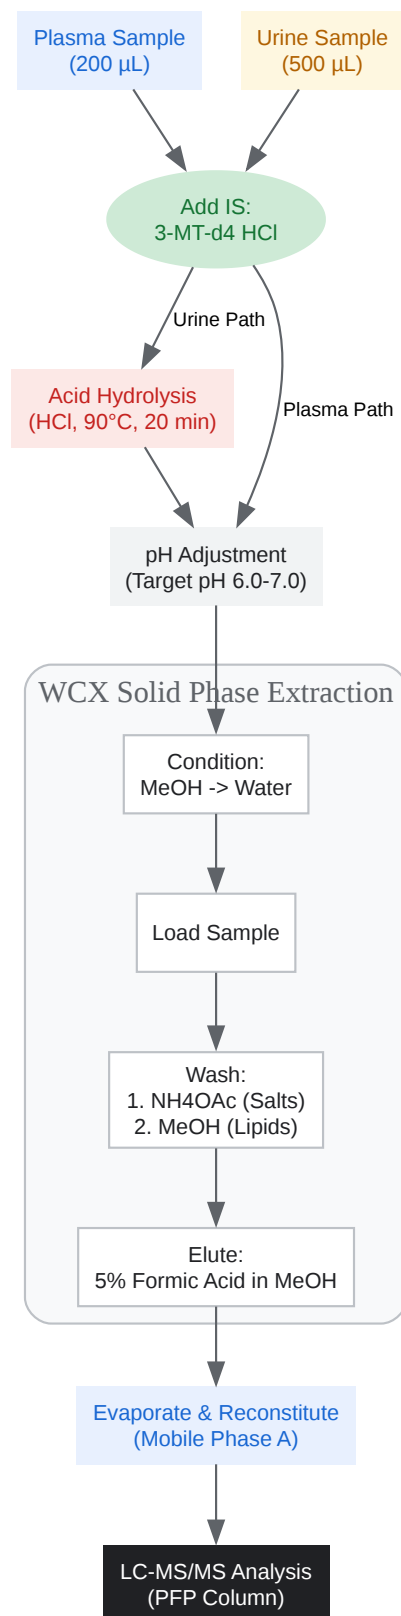 Plasma Sample
(200 µL)
Urine Sample
(500 µL)
Add IS:
3-MT-d4 HCl
Urine Path
Acid Hydrolysis
(HCl, 90°C, 20 min)
Plasma Path
pH Adjustment
(Target pH 6.0-7.0)
WCX Solid Phase Extraction
Condition:
MeOH -> Water
Load Sample
Wash:
1. NH4OAc (Salts)
2. MeOH (Lipids)
Elute:
5% Formic Acid in MeOH
Evaporate & Reconstitute
(Mobile Phase A)
LC-MS/MS Analysis
(PFP Column)